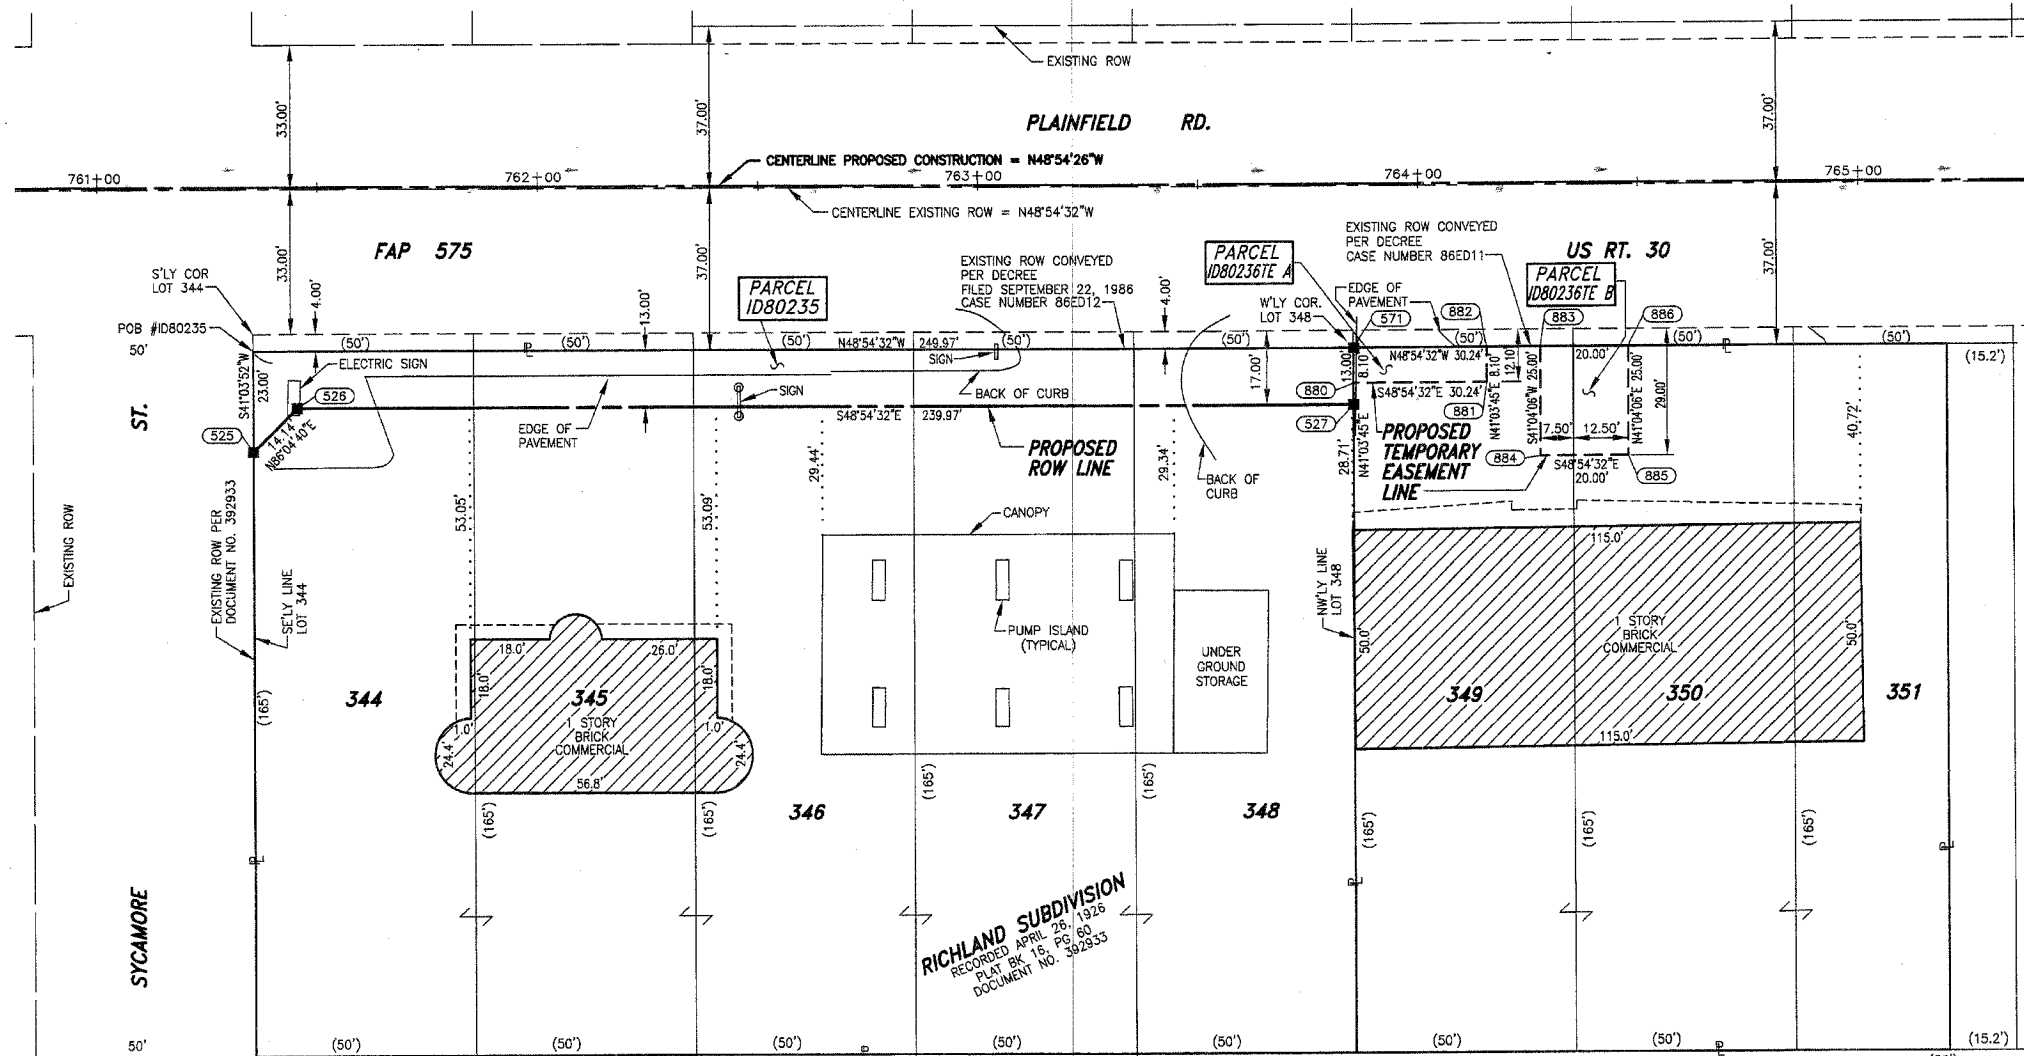 EXISTING ROW
33.00'
37.00'
37.00'
PLAINFIELD RD.
CENTERLINE PROPOSED CONSTRUCTION = N48°54'26"W
761+00
762+00
763+00
764+00
765+00
CENTERLINE EXISTING ROW = N48°54'32"W
FAP 575
US RT. 30
33.00'
37.00'
37.00'
S'LY COR
LOT 344
4.00'
13.00'
PARCEL
ID80235
EXISTING ROW CONVEYED
PER DECREE
FILED SEPTEMBER 22, 1986
CASE NUMBER 86ED12
4.00'
PARCEL
ID80236TE A
EXISTING ROW CONVEYED
PER DECREE
CASE NUMBER 86ED11
PARCEL
ID80236TE B
W'LY COR.
LOT 348
EDGE OF
PAVEMENT
571
882
883
886
POB #ID80235
50'
(50')
(50')
(50')
N48°54'32"W 249.97'
(50')
(50')
(50')
(50')
(50')
(15.2')
ELECTRIC SIGN
SIGN
SIGN
BACK OF CURB
S41°03'52"W
23.00'
526
525
14.14'
N86°04'40"E
EDGE OF
PAVEMENT
S48°54'32"E 239.97'
PROPOSED
ROW LINE
17.00'
13.00'
8.10'
N48°54'32"W 30.24'
S48°54'32"E 30.24'
8.10'
N41°03'45"E
12.10'
S41°04'06"W 25.00'
20.00'
N41°04'06"E 25.00'
29.00'
880
881
527
7.50'
12.50'
884
885
S48°54'32"E
20.00'
PROPOSED
TEMPORARY
EASEMENT
LINE
28.71'
N41°03'45"E
40.72'
BACK OF
CURB
53.05'
53.09'
29.44'
29.34'
CANOPY
PUMP ISLAND
(TYPICAL)
UNDER
GROUND
STORAGE
ST.
SYCAMORE
EXISTING ROW
EXISTING ROW PER
DOCUMENT NO. 392933
SE'LY LINE
LOT 344
NW'LY LINE
LOT 348
115.0'
50.0'
1 STORY
BRICK
COMMERCIAL
50.0'
115.0'
18.0'
26.0'
18.0'
18.0'
1.0'
1.0'
24.4'
24.4'
56.8'
1 STORY
BRICK
COMMERCIAL
344
345
346
347
348
349
350
351
(165')
(165')
(165')
(165')
(165')
(165')
(165')
(165')
RICHLAND SUBDIVISION
RECORDED APRIL 26, 1926
PLAT BK 16, PG 60
DOCUMENT NO. 392933
50'
(50')
(50')
(50')
(50')
(50')
(50')
(50')
(15.2')